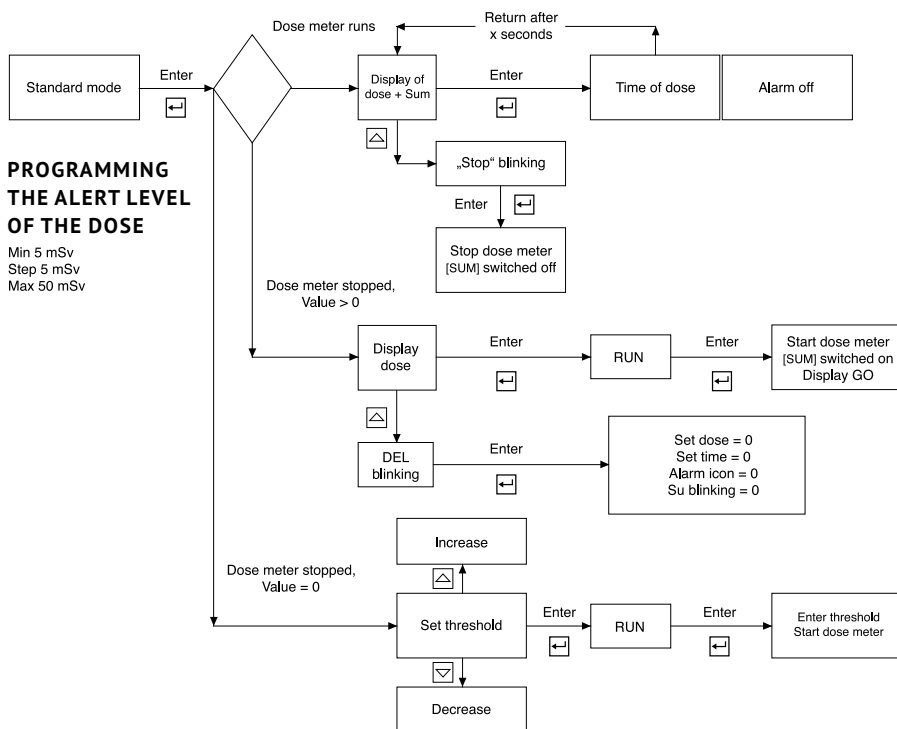 Dose meter runs
Return after
x seconds
Standard mode
Enter
Display of
dose + Sum
Enter
Time of dose
Alarm off
PROGRAMMING
THE ALERT LEVEL
OF THE DOSE
Min 5 mSv
Step 5 mSv
Max 50 mSv
„Stop“ blinking
Enter
Stop dose meter
[SUM] switched off
Dose meter stopped,
Value > 0
Display
dose
Enter
RUN
Enter
Start dose meter
[SUM] switched on
Display GO
DEL
blinking
Enter
Set dose = 0
Set time = 0
Alarm icon = 0
Su blinking = 0
Dose meter stopped,
Value = 0
Increase
Set threshold
Enter
RUN
Enter
Enter threshold
Start dose meter
Decrease